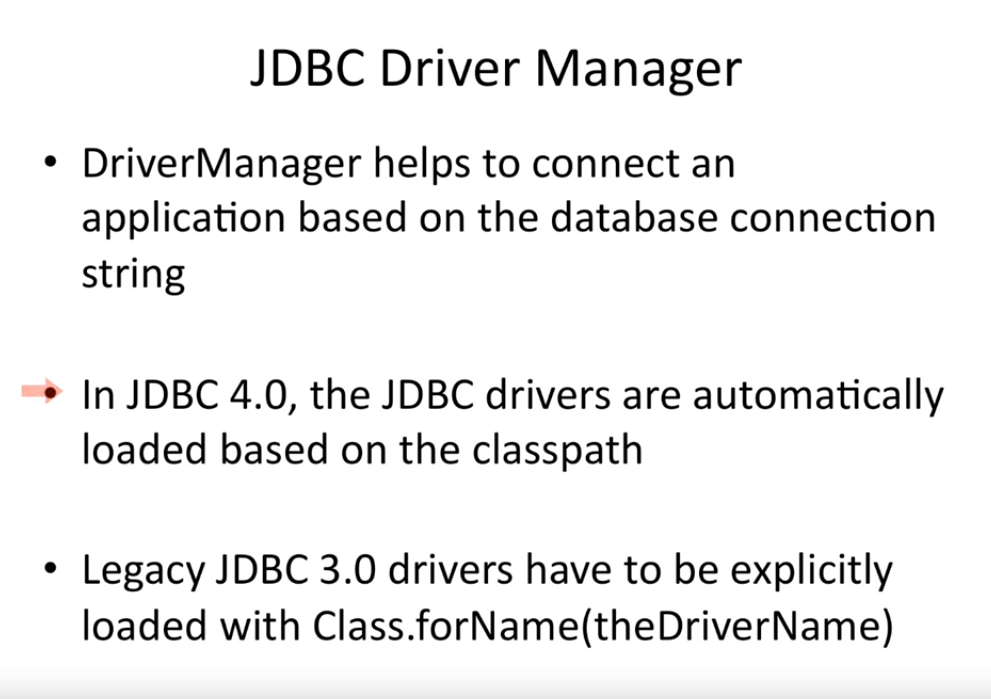 JDBC Driver Manager
• DriverManager helps to connect an
application based on the database connection
string
• In JDBC 4.0, the JDBC drivers are automatically
loaded based on the classpath
• Legacy JDBC 3.0 drivers have to be explicitly
loaded with Class.forName(theDriverName)